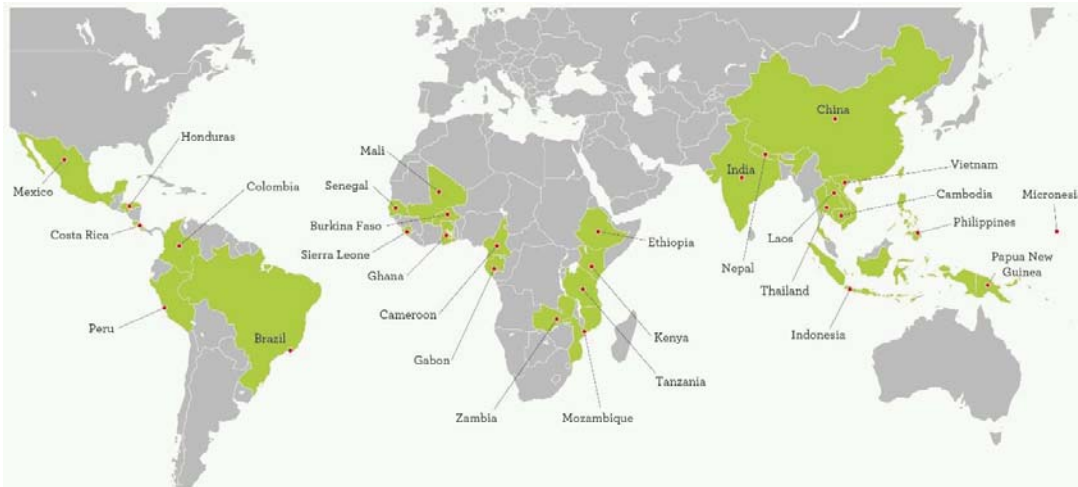 Honduras
Mexico
Colombia
Costa Rica
Peru
Brazil
Mali
Senegal
Burkina Faso
Sierra Leone
Ghana
Cameroon
Gabon
Zambia
Ethiopia
Kenya
Tanzania
Mozambique
China
India
Nepal
Vietnam
Cambodia
Laos
Thailand
Philippines
Micronesi
Papua New
Guinea
Indonesia